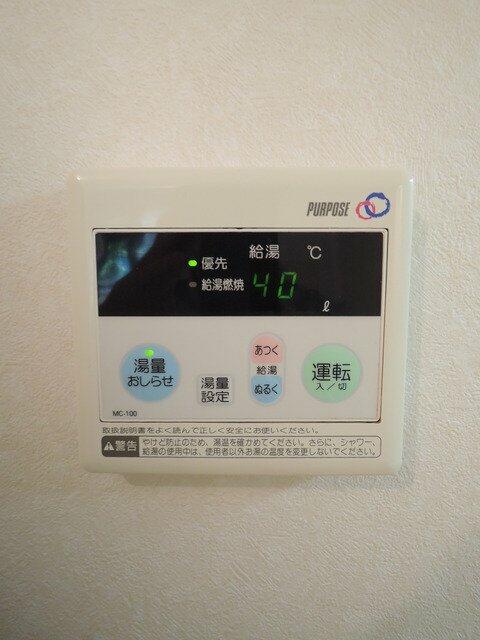 PURPOSE
給湯 ℃
優先
給湯燃焼 40
ℓ
湯量
おしらせ
湯量
設定
あつく
給湯
ぬるく
運転
入／切
MC-100
取扱説明書をよく読んで正しく安全にお使いください。
警告 やけど防止のため、湯温を確かめてください。さらに、シャワー、
給湯の使用中は、使用者以外お湯の温度を変更しないでください。